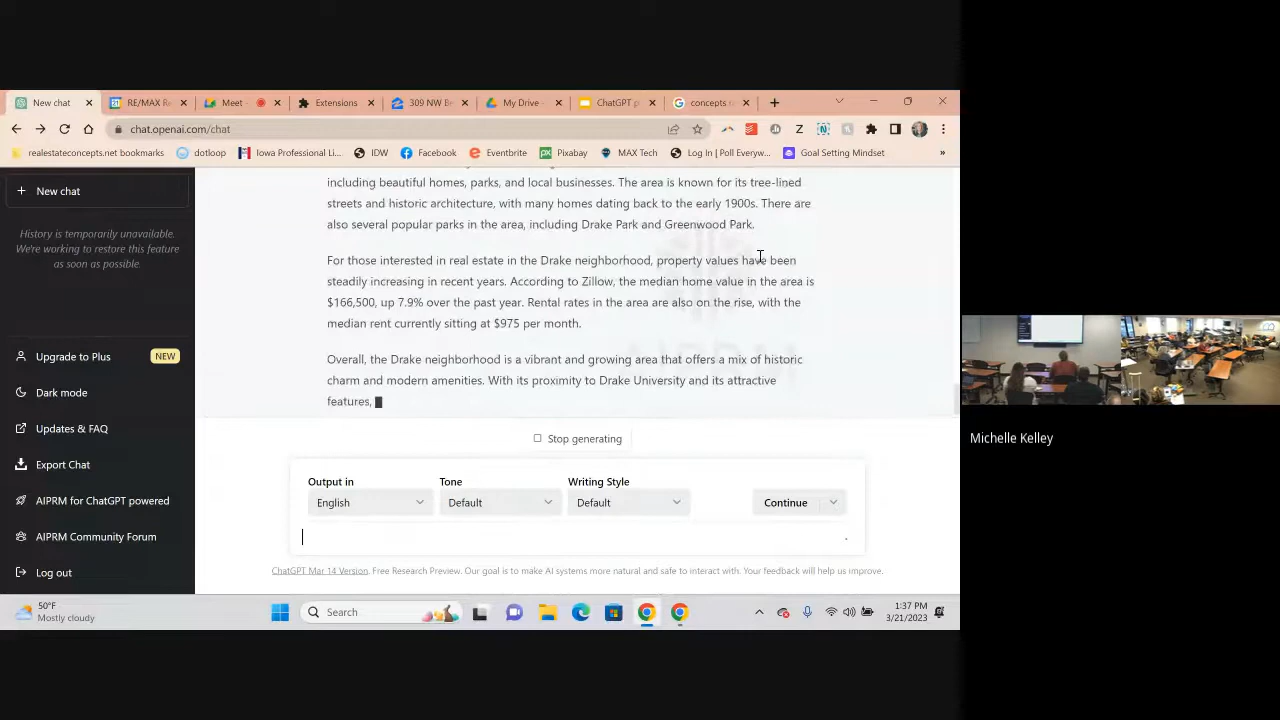 New chat
RE/MAX Re
Meet -
Extensions
309 NW Be
My Drive -
ChatGPT p
concepts
chat.openai.com/chat
realestateconcepts.net bookmarks
dotloop
Iowa Professional Li...
IDW
Facebook
Eventbrite
Pixabay
MAX Tech
Log In | Poll Everyw...
Goal Setting Mindset
»
+ New chat
History is temporarily unavailable.
We're working to restore this feature
as soon as possible.
Upgrade to Plus
NEW
Dark mode
Updates & FAQ
Export Chat
AIPRM for ChatGPT powered
AIPRM Community Forum
Log out
including beautiful homes, parks, and local businesses. The area is known for its tree-lined
streets and historic architecture, with many homes dating back to the early 1900s. There are
also several popular parks in the area, including Drake Park and Greenwood Park.
For those interested in real estate in the Drake neighborhood, property values have been
steadily increasing in recent years. According to Zillow, the median home value in the area is
$166,500, up 7.9% over the past year. Rental rates in the area are also on the rise, with the
median rent currently sitting at $975 per month.
Overall, the Drake neighborhood is a vibrant and growing area that offers a mix of historic
charm and modern amenities. With its proximity to Drake University and its attractive
features,
Stop generating
Output in
Tone
Writing Style
English
Default
Default
Continue
ChatGPT Mar 14 Version. Free Research Preview. Our goal is to make AI systems more natural and safe to interact with. Your feedback will help us improve.
50°F
Mostly cloudy
Search
1:37 PM
3/21/2023
Michelle Kelley